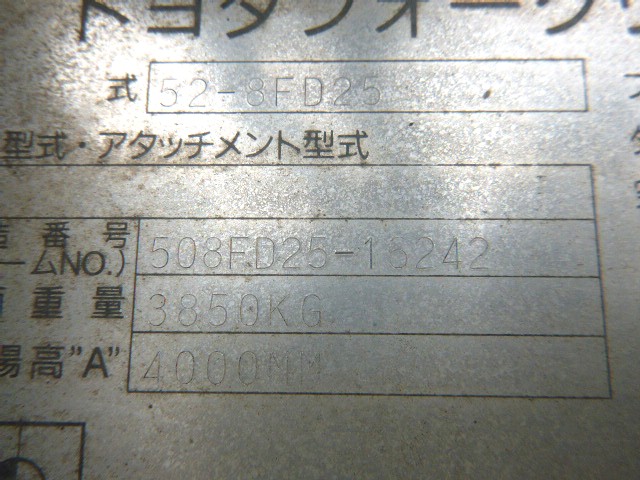 トヨタフォーク
式 52-8FD25
型式・アタッチメント型式
番号 508FD25-15242
ームNO.)
重量 3850KG
揚高"A" 4000MM